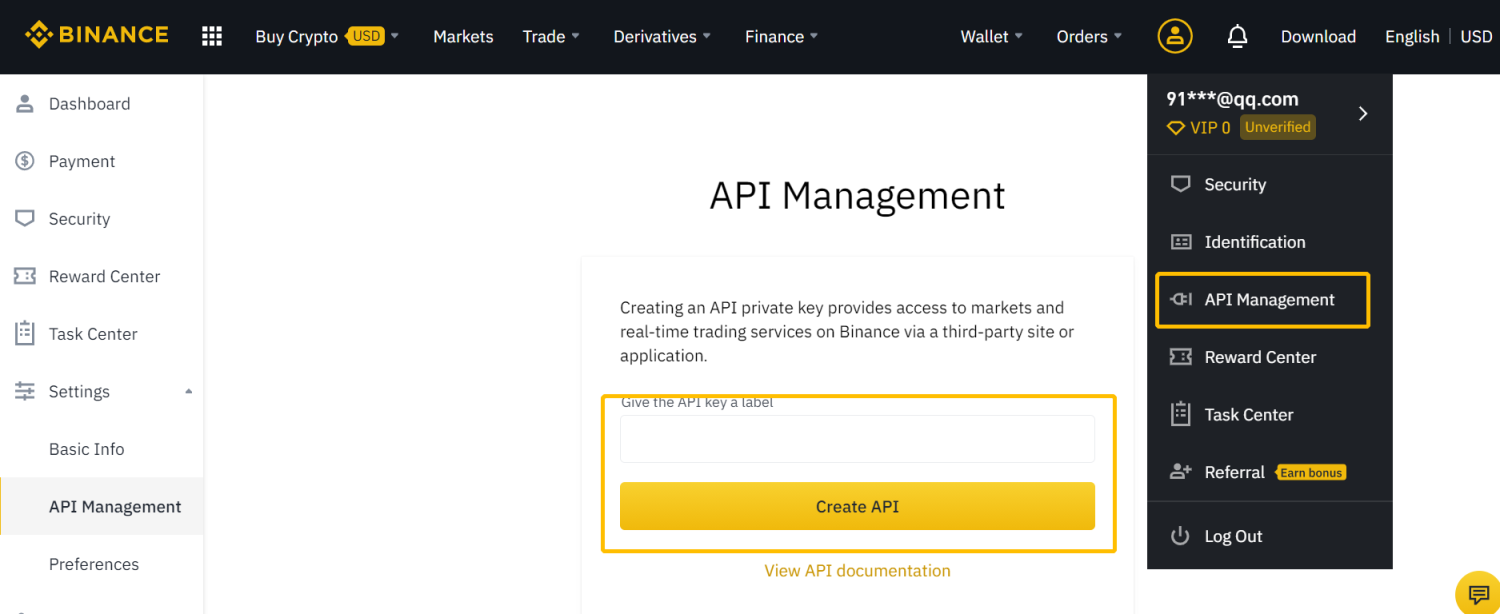 BINANCE
Buy Crypto USD
Markets
Trade
Derivatives
Finance
Wallet
Orders
Download
English | USD
Dashboard
Payment
Security
Reward Center
Task Center
Settings
Basic Info
API Management
Preferences
API Management
Creating an API private key provides access to markets and
real-time trading services on Binance via a third-party site or
application.
Give the API key a label
Create API
View API documentation
91***@qq.com
VIP 0 Unverified
Security
Identification
API Management
Reward Center
Task Center
Referral Earn bonus
Log Out